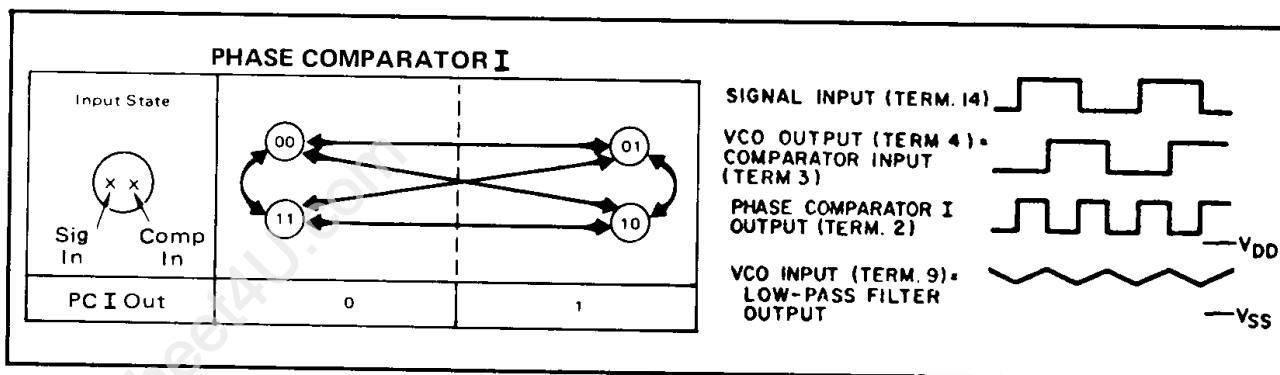 PHASE COMPARATOR I
Input State
x x
Sig In
Comp In
00
01
11
10
PC I Out
0
1
SIGNAL INPUT (TERM. 14)
VCO OUTPUT (TERM 4) =
COMPARATOR INPUT
(TERM 3)
PHASE COMPARATOR I
OUTPUT (TERM. 2)
VDD
VCO INPUT (TERM. 9) =
LOW-PASS FILTER
OUTPUT
VSS
heet4U.com